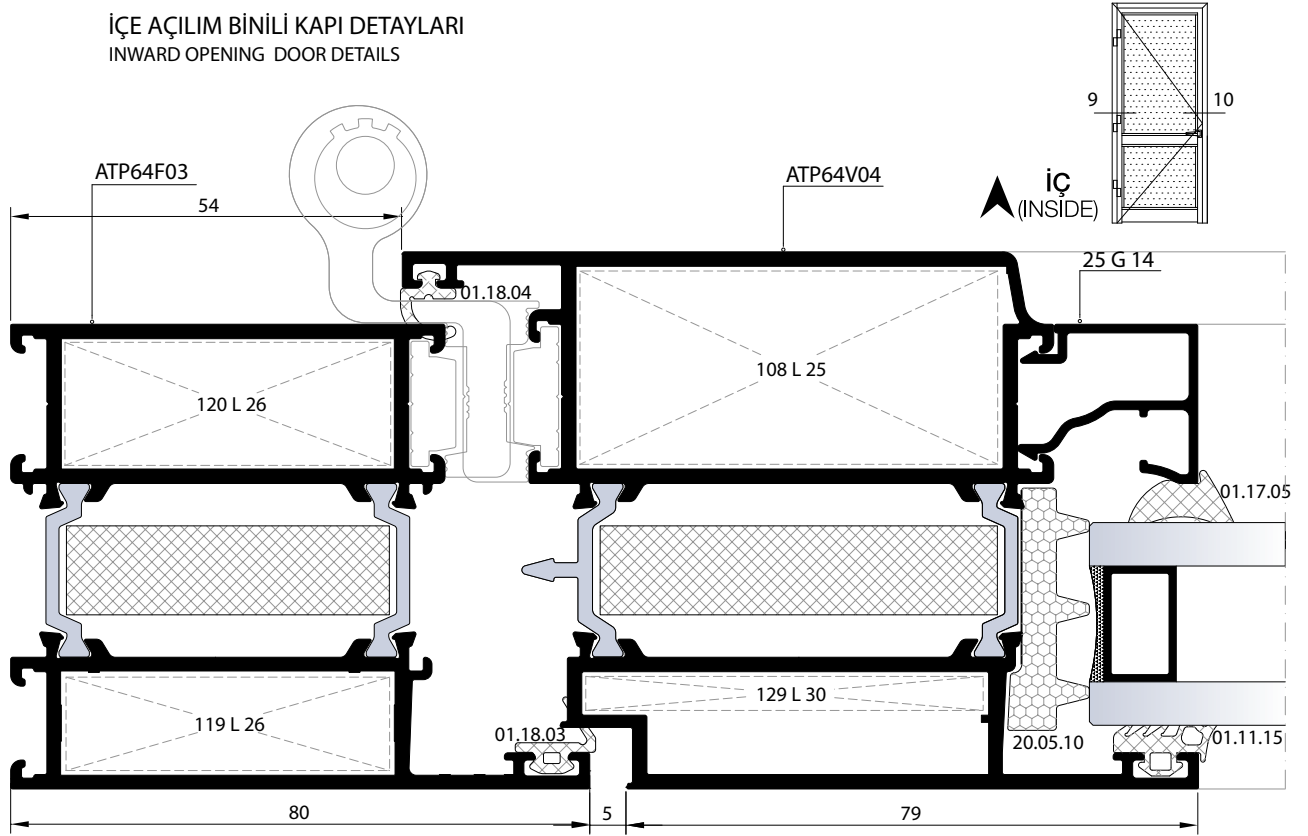 İÇE AÇILIM BİNİLİ KAPI DETAYLARI
INWARD OPENING DOOR DETAILS
9
10
ATP64F03
ATP64V04
İÇ
(INSIDE)
54
25 G 14
01.18.04
108 L 25
120 L 26
01.17.05
129 L 30
119 L 26
01.18.03
20.05.10
01.11.15
80
5
79